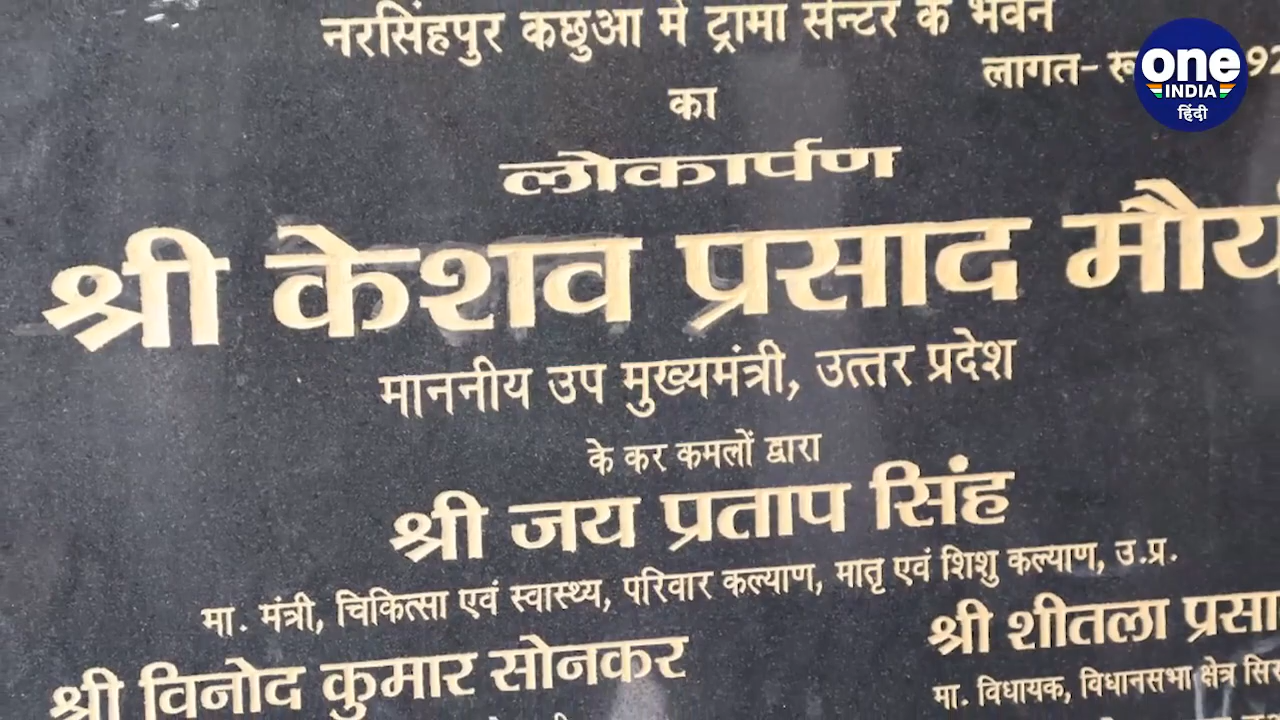 नरसिंहपुर कछुआ में ट्रामा सेन्टर के भवन
लागत- रू
92
one
INDIA
हिंदी
का
लोकार्पण
श्री केशव प्रसाद मौर्य
माननीय उप मुख्यमंत्री, उत्तर प्रदेश
के कर कमलों द्वारा
श्री जय प्रताप सिंह
मा. मंत्री, चिकित्सा एवं स्वास्थ्य, परिवार कल्याण, मातृ एवं शिशु कल्याण, उ.प्र.
श्री विनोद कुमार सोनकर
श्री शीतला प्रसा
मा. विधायक, विधानसभा क्षेत्र सिर